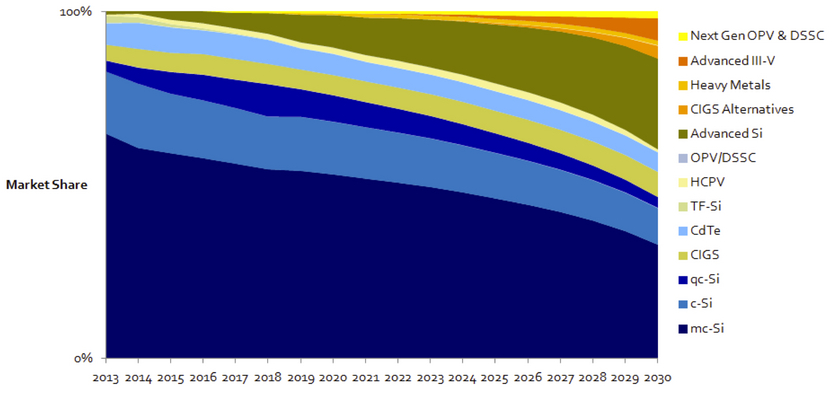 100%
Market Share
0%
2013 2014 2015 2016 2017 2018 2019 2020 2021 2022 2023 2024 2025 2026 2027 2028 2029 2030
Next Gen OPV & DSSC
Advanced III-V
Heavy Metals
CIGS Alternatives
Advanced Si
OPV/DSSC
HCPV
TF-Si
CdTe
CIGS
qc-Si
c-Si
mc-Si